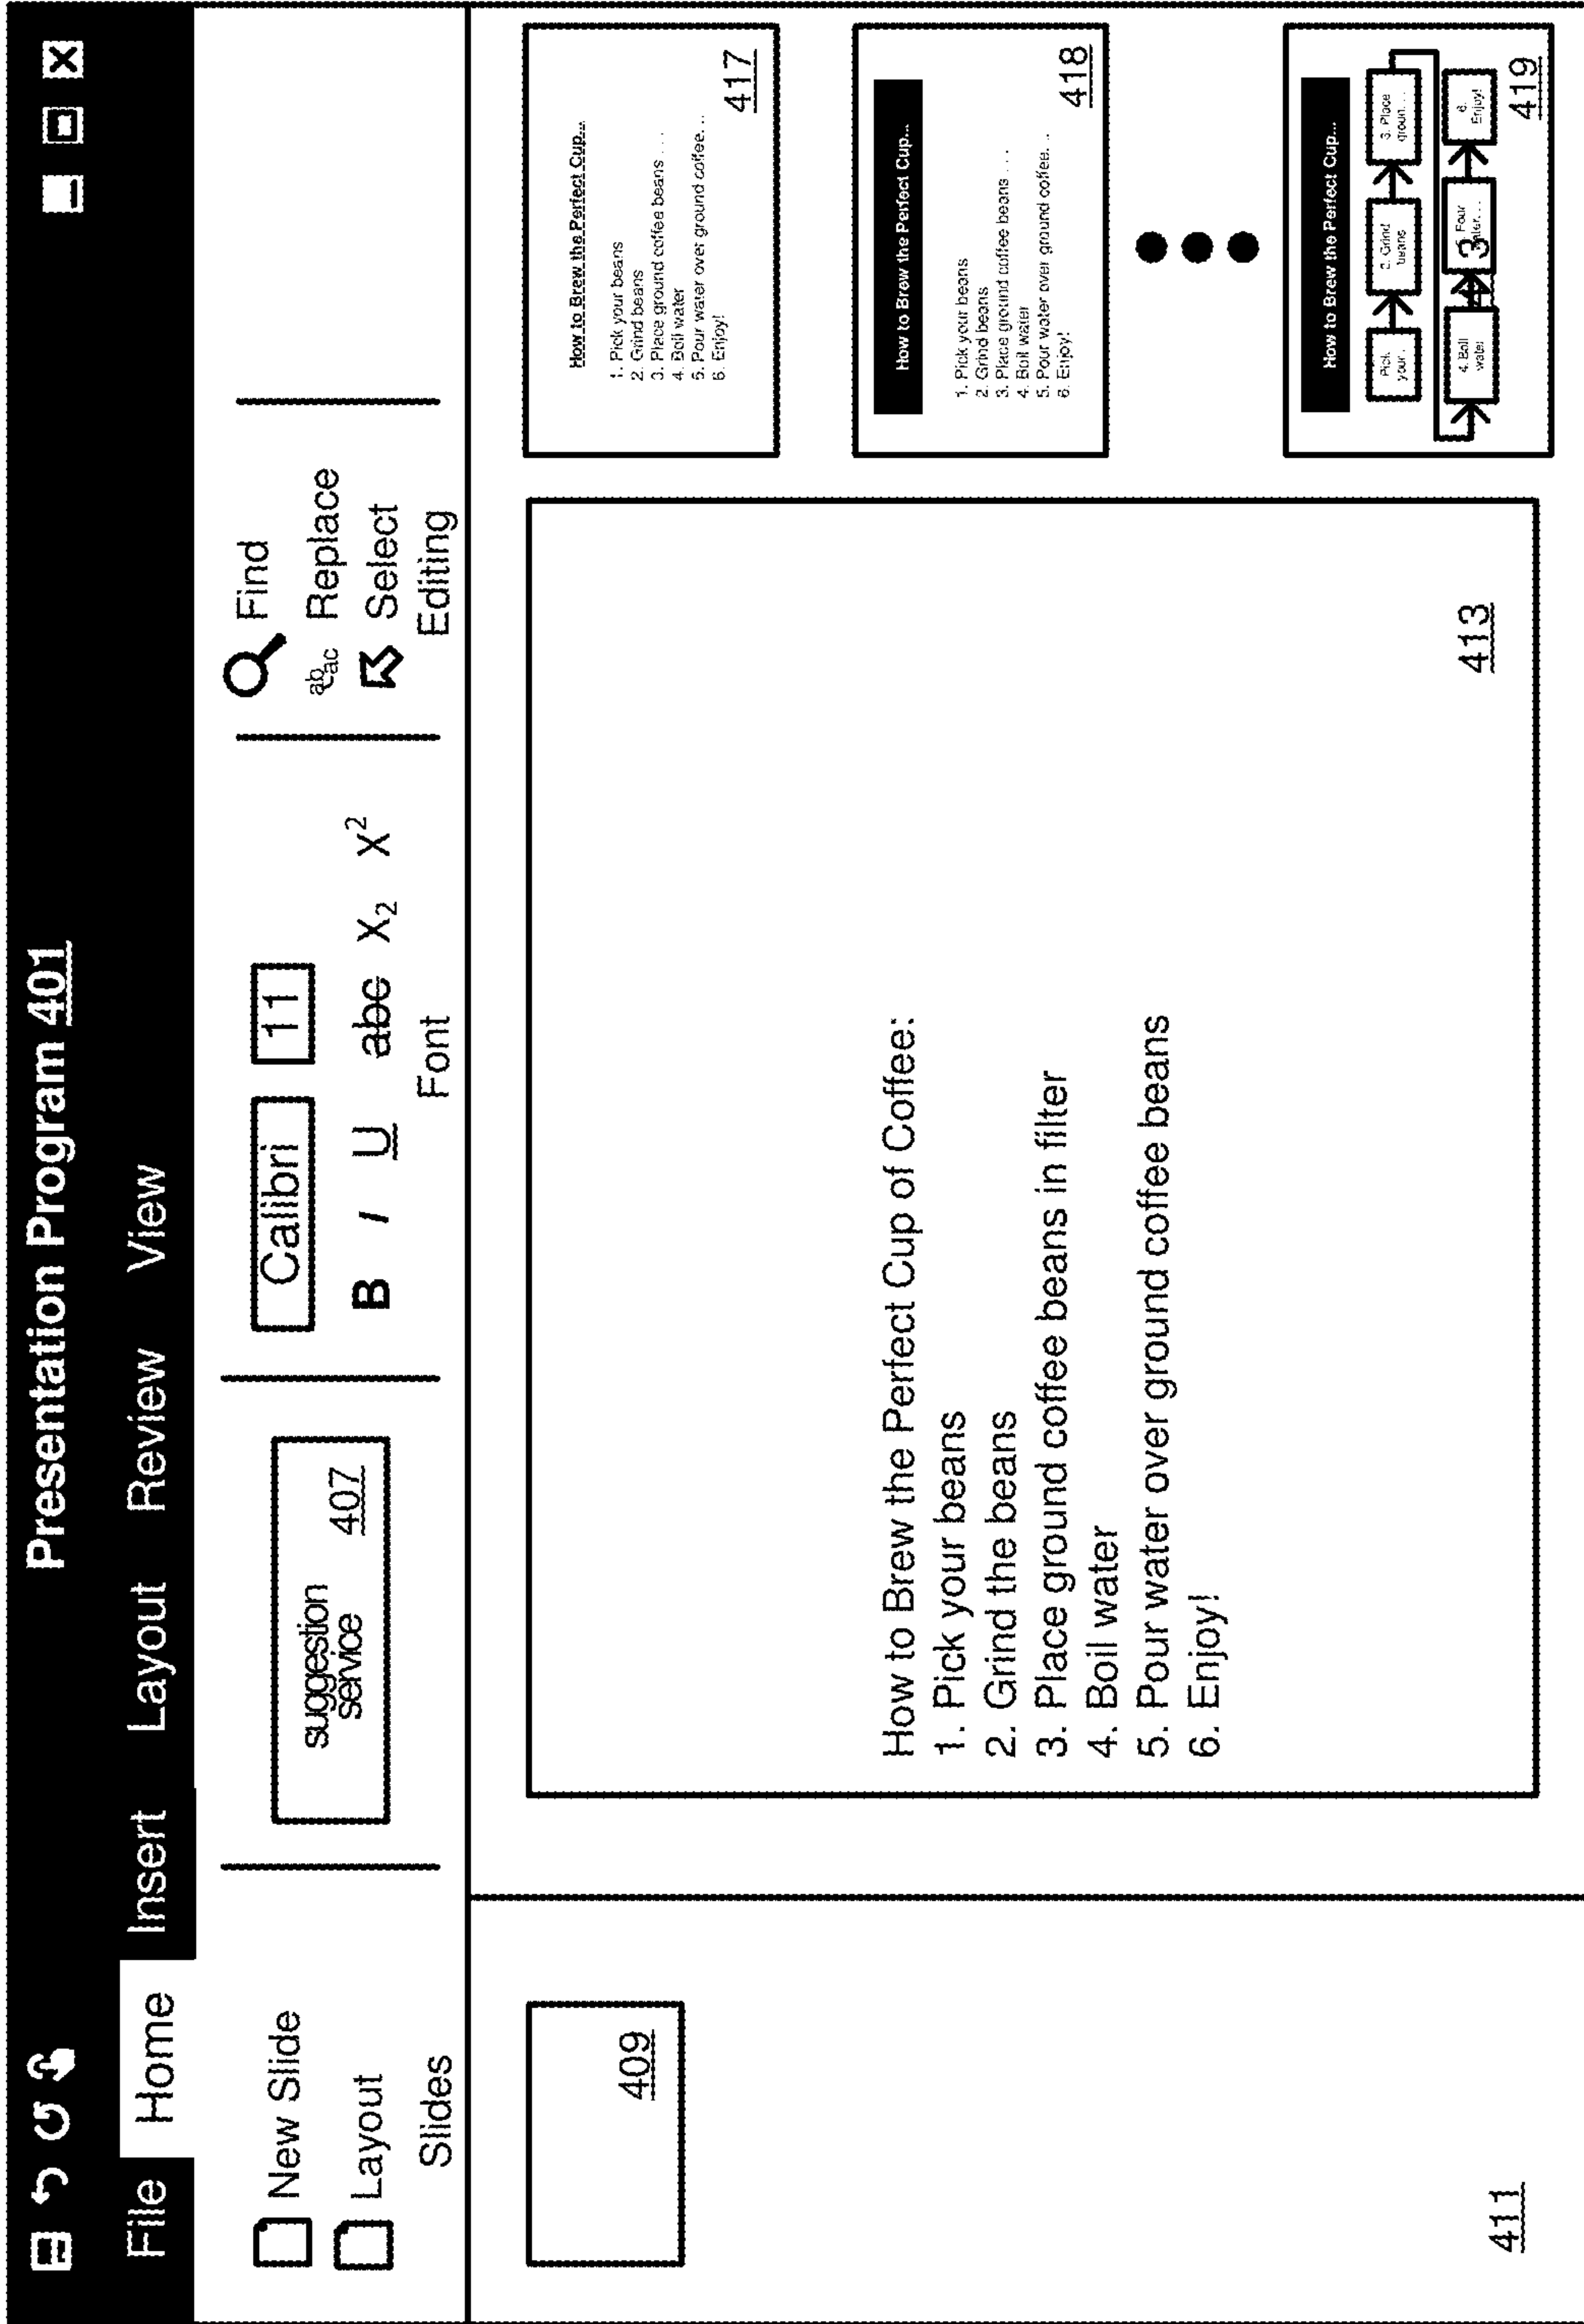 Presentation Program 401
File Home Insert Layout Review View
New Slide
Layout
Slides
suggestion
service 407
Calibri 11
B I U abc X₂ X²
Font
Find
abac Replace
Select
Editing
409
411
How to Brew the Perfect Cup of Coffee:
1. Pick your beans
2. Grind the beans
3. Place ground coffee beans in filter
4. Boil water
5. Pour water over ground coffee beans
6. Enjoy!
413
How to Brew the Perfect Cup...
1. Pick your beans
2. Grind beans
3. Place ground coffee beans . . .
4. Boil water
5. Pour water over ground coffee. . .
6. Enjoy!
417
How to Brew the Perfect Cup...
1. Pick your beans
2. Grind beans
3. Place ground coffee beans . . .
4. Boil water
5. Pour water over ground coffee. . .
6. Enjoy!
418
How to Brew the Perfect Cup...
Pick
your .
2. Grind
beans
3. Place
groun. . .
4. Boil
water
Pour
6.
Enjoy!
419